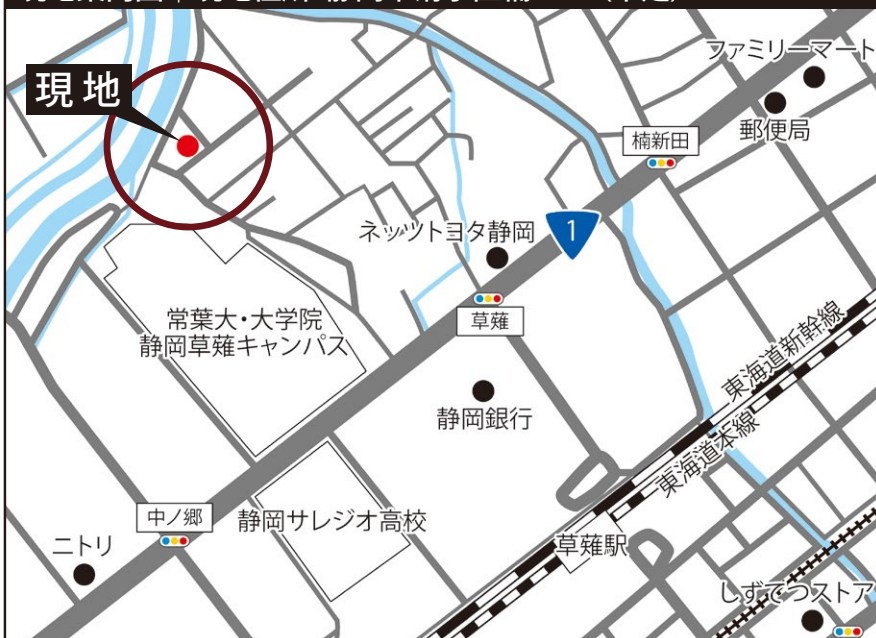 ファミリーマート
現地
郵便局
楠新田
1
ネッツトヨタ静岡
草薙
常葉大・大学院
静岡草薙キャンパス
東海道新幹線
静岡銀行
東海道本線
中ノ郷
静岡サレジオ高校
ニトリ
草薙駅
しずてつストア